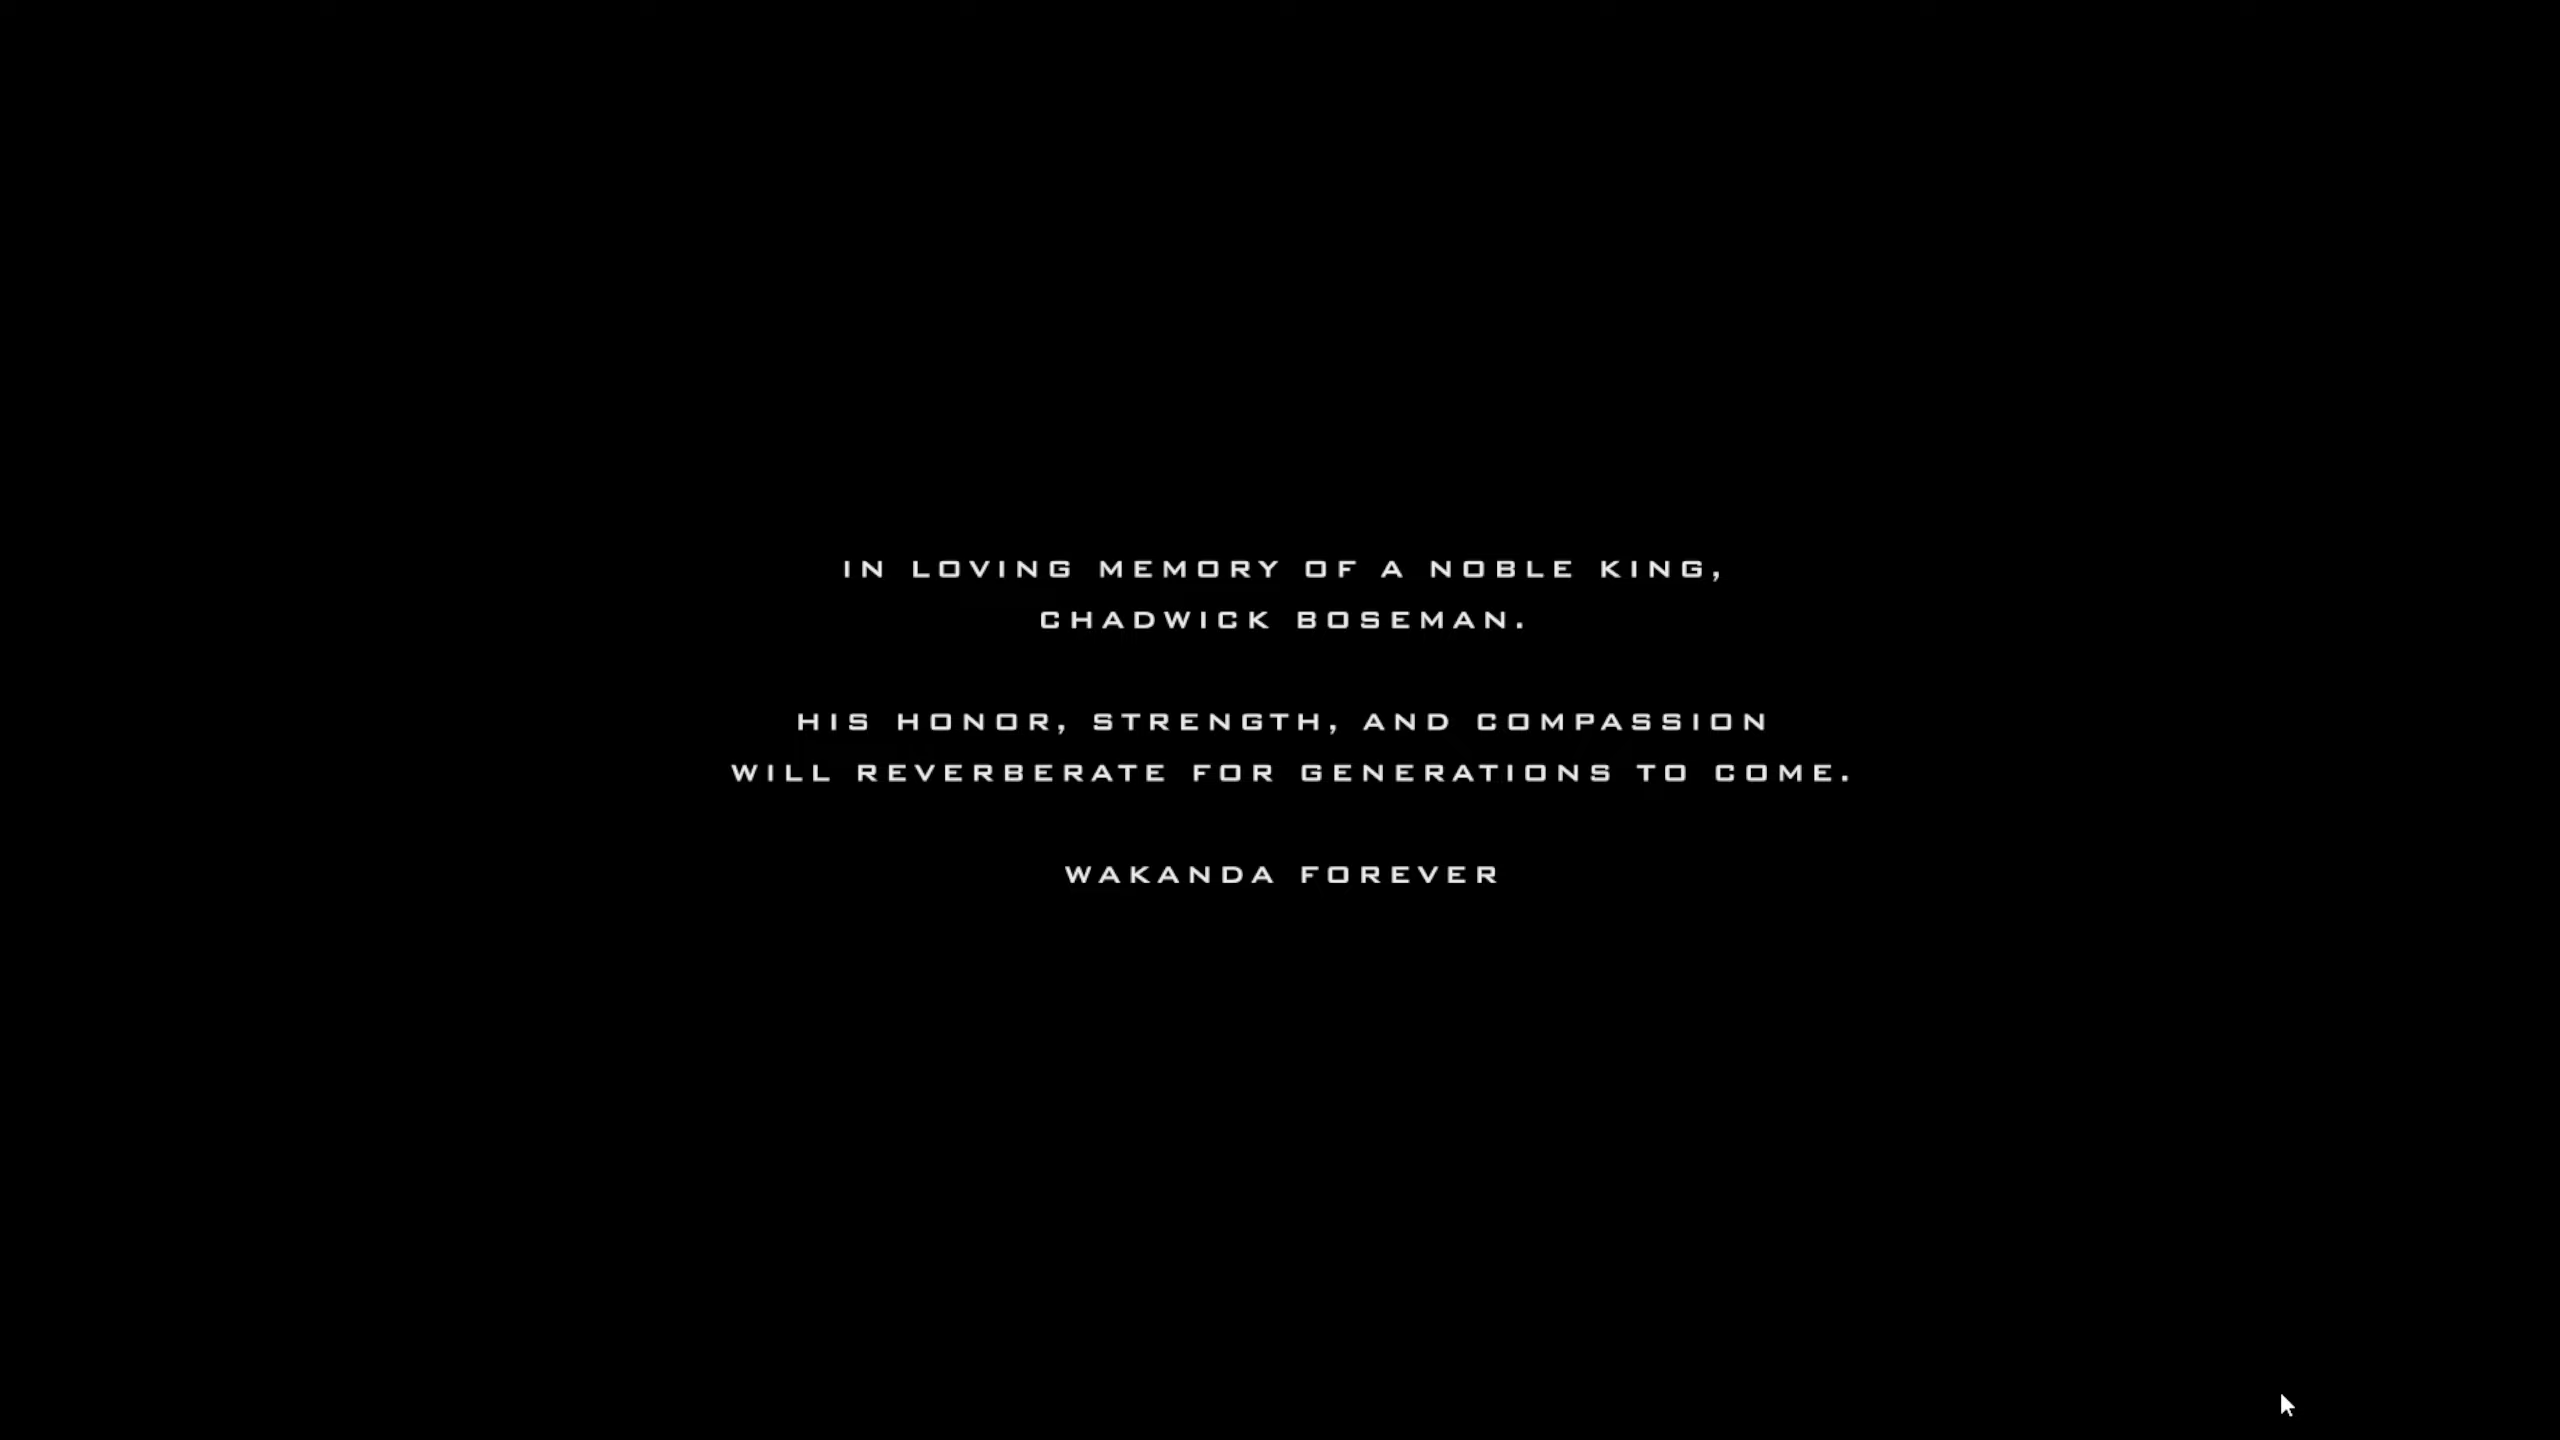 IN LOVING MEMORY OF A NOBLE KING,
CHADWICK BOSEMAN.
HIS HONOR, STRENGTH, AND COMPASSION
WILL REVERBERATE FOR GENERATIONS TO COME.
WAKANDA FOREVER